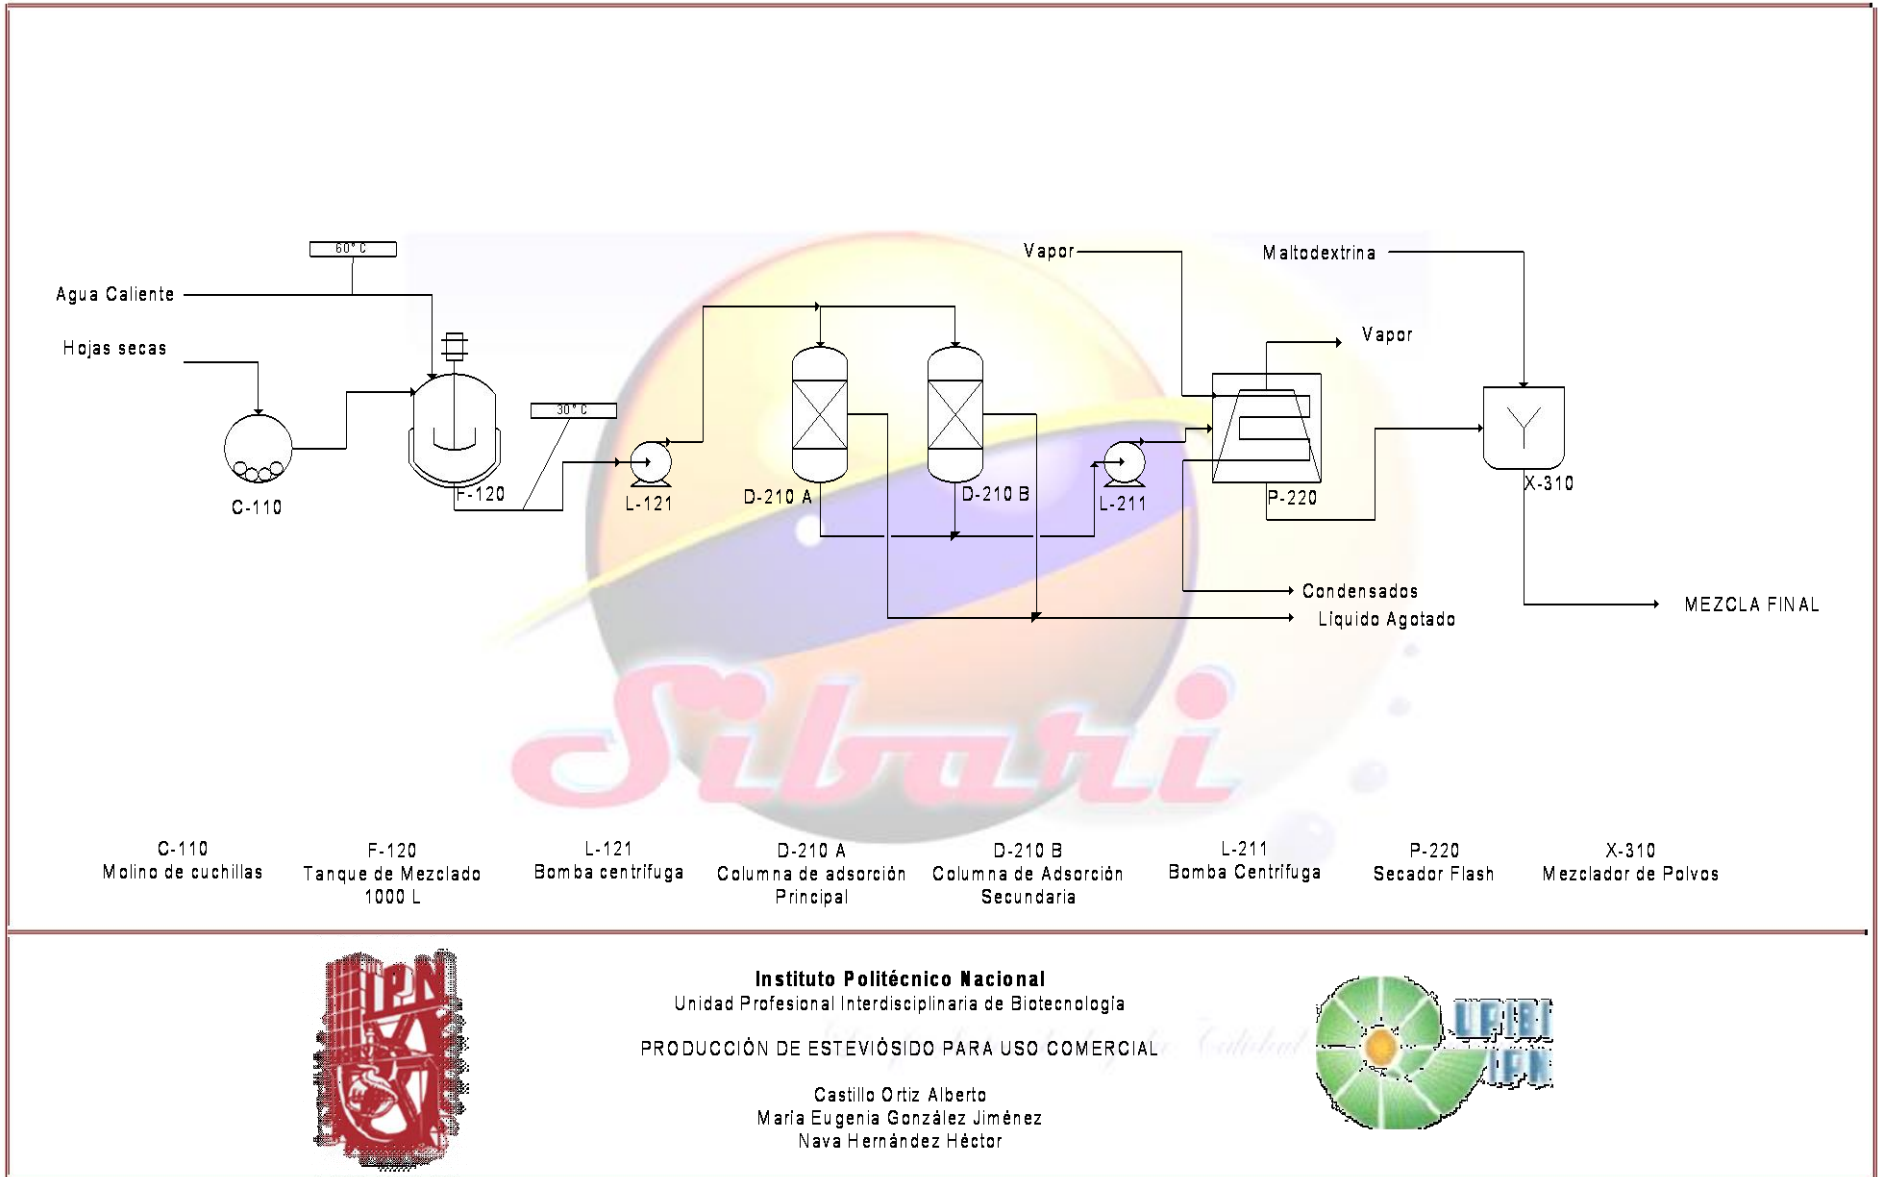 60° C
Agua Caliente
Hojas secas
C-110
F-120
30° C
L-121
D-210 A
D-210 B
Vapor
L-211
Vapor
P-220
Maltodextrina
X-310
Condensados
Líquido Agotado
MEZCLA FINAL
Sibari
C-110
Molino de cuchillas
F-120
Tanque de Mezclado
1000 L
L-121
Bomba centrífuga
D-210 A
Columna de adsorción
Principal
D-210 B
Columna de Adsorción
Secundaria
L-211
Bomba Centrífuga
P-220
Secador Flash
X-310
Mezclador de Polvos
IPN
Instituto Politécnico Nacional
Unidad Profesional Interdisciplinaria de Biotecnología
PRODUCCIÓN DE ESTEVIÓSIDO PARA USO COMERCIAL
Castillo Ortiz Alberto
María Eugenia González Jiménez
Nava Hernández Héctor
UPIBI
IPN